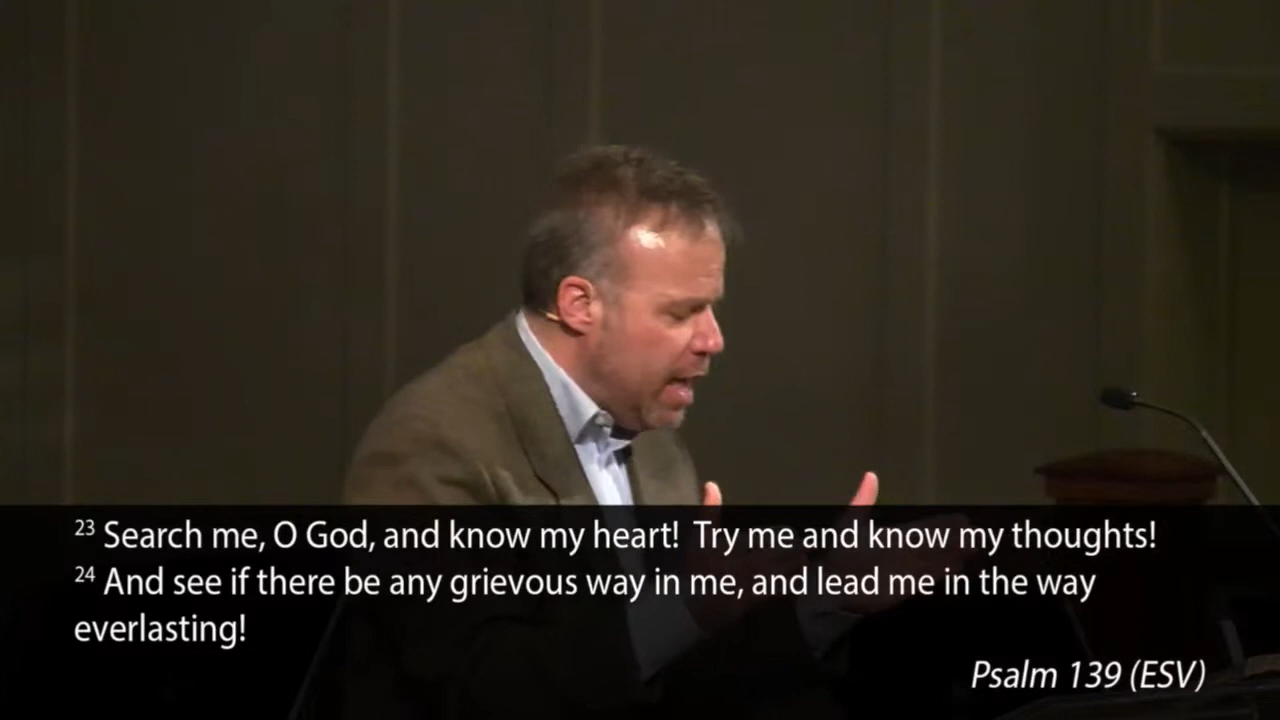 23 Search me, O God, and know my heart! Try me and know my thoughts!
24 And see if there be any grievous way in me, and lead me in the way
everlasting!
Psalm 139 (ESV)